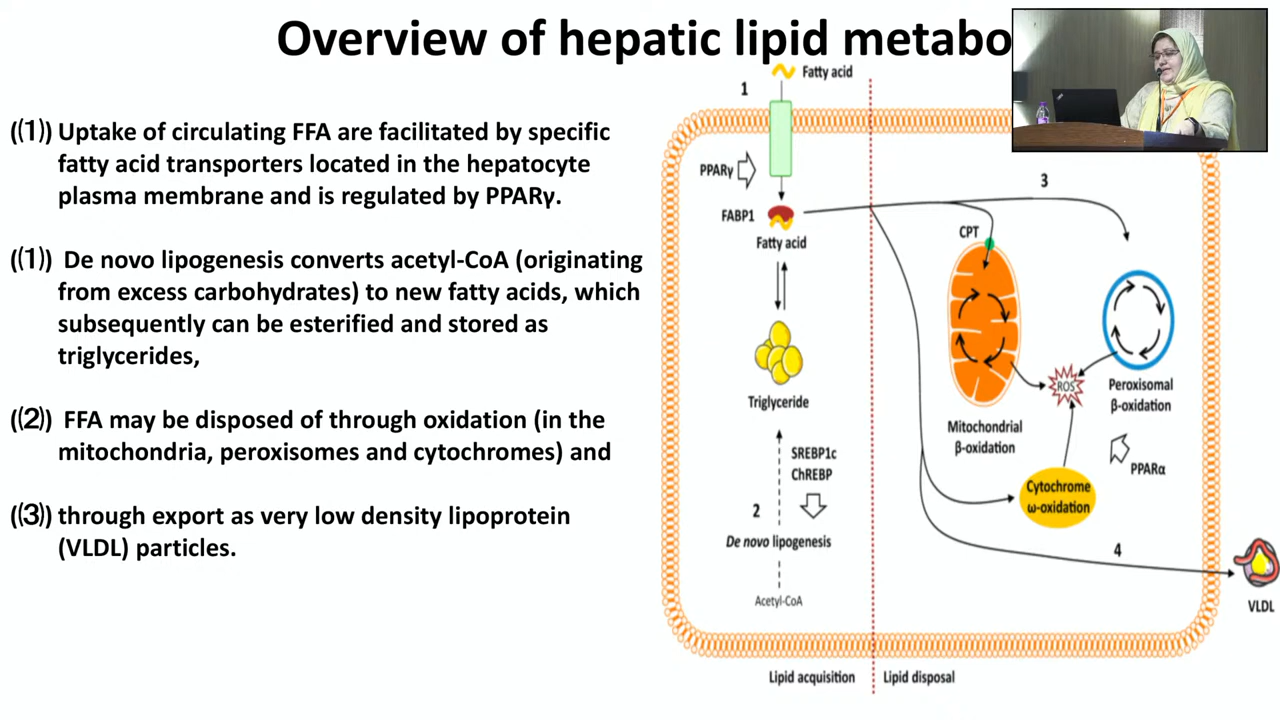 Overview of hepatic lipid metabo
((1)) Uptake of circulating FFA are facilitated by specific
fatty acid transporters located in the hepatocyte
plasma membrane and is regulated by PPARγ.
((1)) De novo lipogenesis converts acetyl-CoA (originating
from excess carbohydrates) to new fatty acids, which
subsequently can be esterified and stored as
triglycerides,
((2)) FFA may be disposed of through oxidation (in the
mitochondria, peroxisomes and cytochromes) and
((3)) through export as very low density lipoprotein
(VLDL) particles.
Fatty acid
1
PPARγ
FABP1
Fatty acid
Triglyceride
SREBP1c
ChREBP
2
De novo lipogenesis
Acetyl-CoA
3
CPT
ROS
Mitochondrial
β-oxidation
Peroxisomal
β-oxidation
PPARα
Cytochrome
ω-oxidation
4
VLDL
Lipid acquisition
Lipid disposal